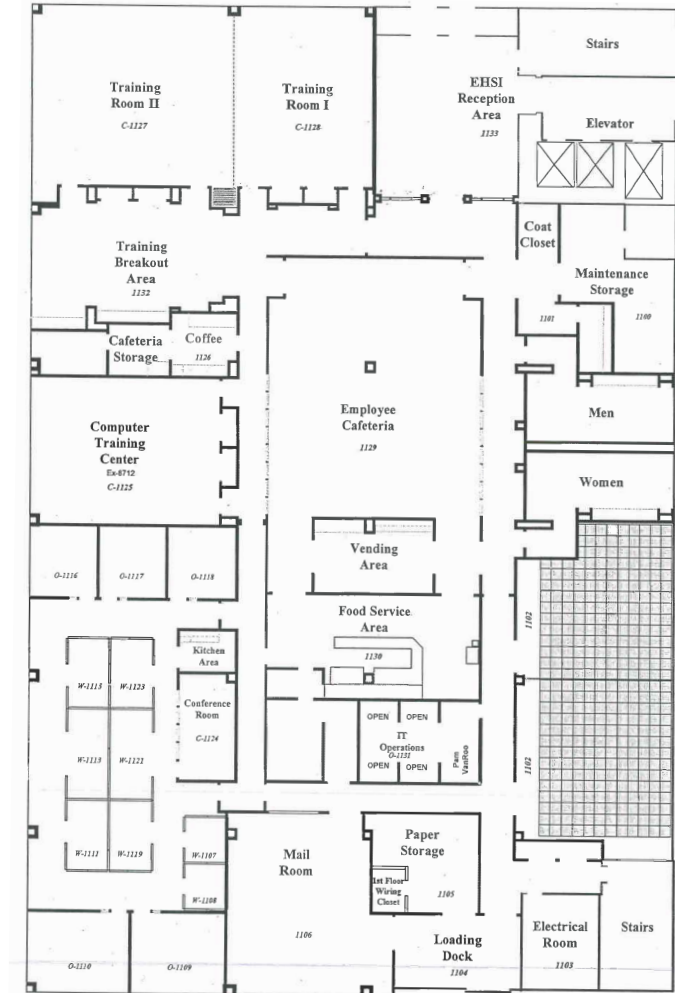 Stairs
Training
Room II
C-1127
Training
Room I
C-1128
EHSI
Reception
Area
1133
Elevator
Coat
Closet
Training
Breakout
Area
1132
Maintenance
Storage
1101
1100
Cafeteria
Storage
Coffee
1126
Employee
Cafeteria
1129
Men
Computer
Training
Center
Ex-8712
C-1125
Women
Vending
Area
O-1116
O-1117
O-1118
Food Service
Area
1130
1102
Kitchen
Area
W-1115
W-1123
Conference
Room
C-1124
OPEN
OPEN
IT
Operations
O-1131
OPEN
OPEN
Pam
VanRoo
1102
W-1113
W-1121
W-1111
W-1119
W-1107
W-1108
Mail
Room
1106
Paper
Storage
1105
1st Floor
Wiring
Closet
Electrical
Room
1103
Stairs
Loading
Dock
1104
O-1110
O-1109